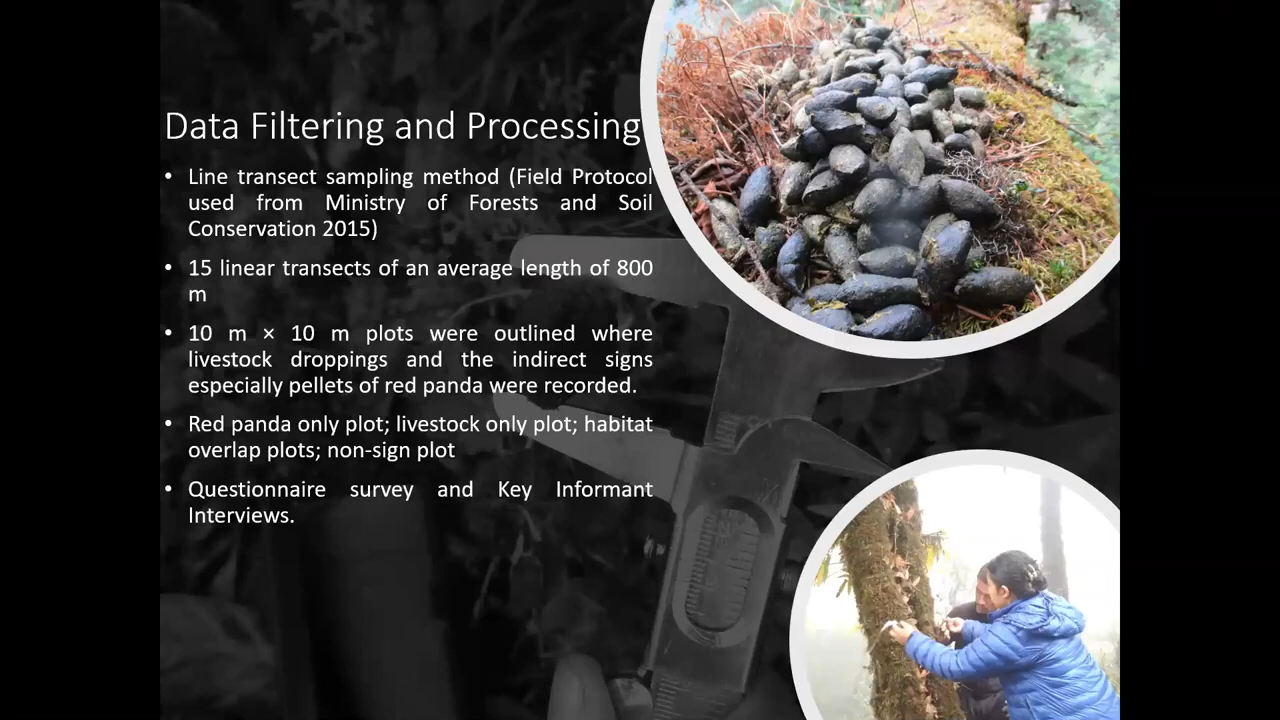 Data Filtering and Processing
• Line transect sampling method (Field Protocol
used from Ministry of Forests and Soil
Conservation 2015)
• 15 linear transects of an average length of 800
m
• 10 m × 10 m plots were outlined where
livestock droppings and the indirect signs
especially pellets of red panda were recorded.
• Red panda only plot; livestock only plot; habitat
overlap plots; non-sign plot
• Questionnaire survey and Key Informant
Interviews.